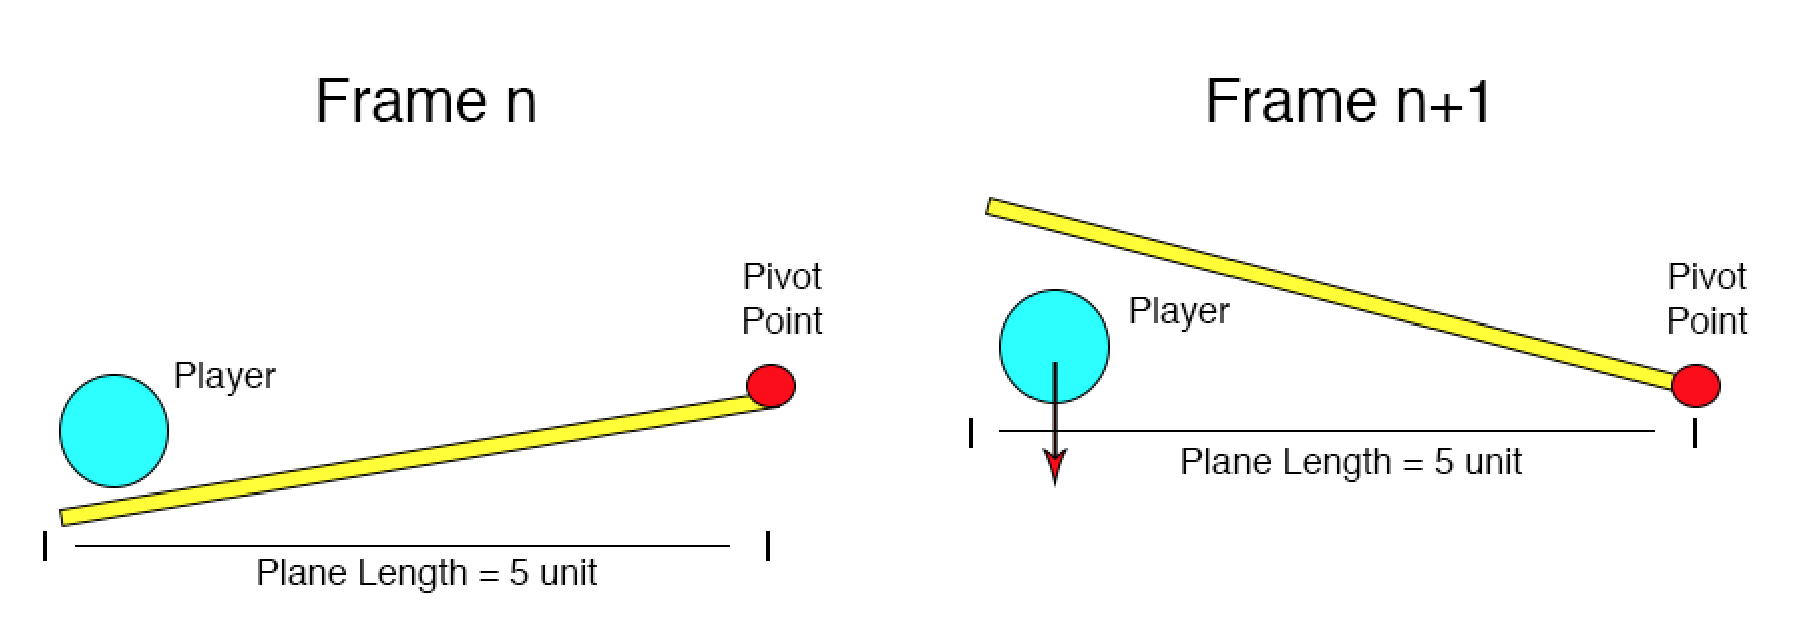 Frame n
Pivot
Point
Player
Plane Length = 5 unit
Frame n+1
Pivot
Point
Player
Plane Length = 5 unit